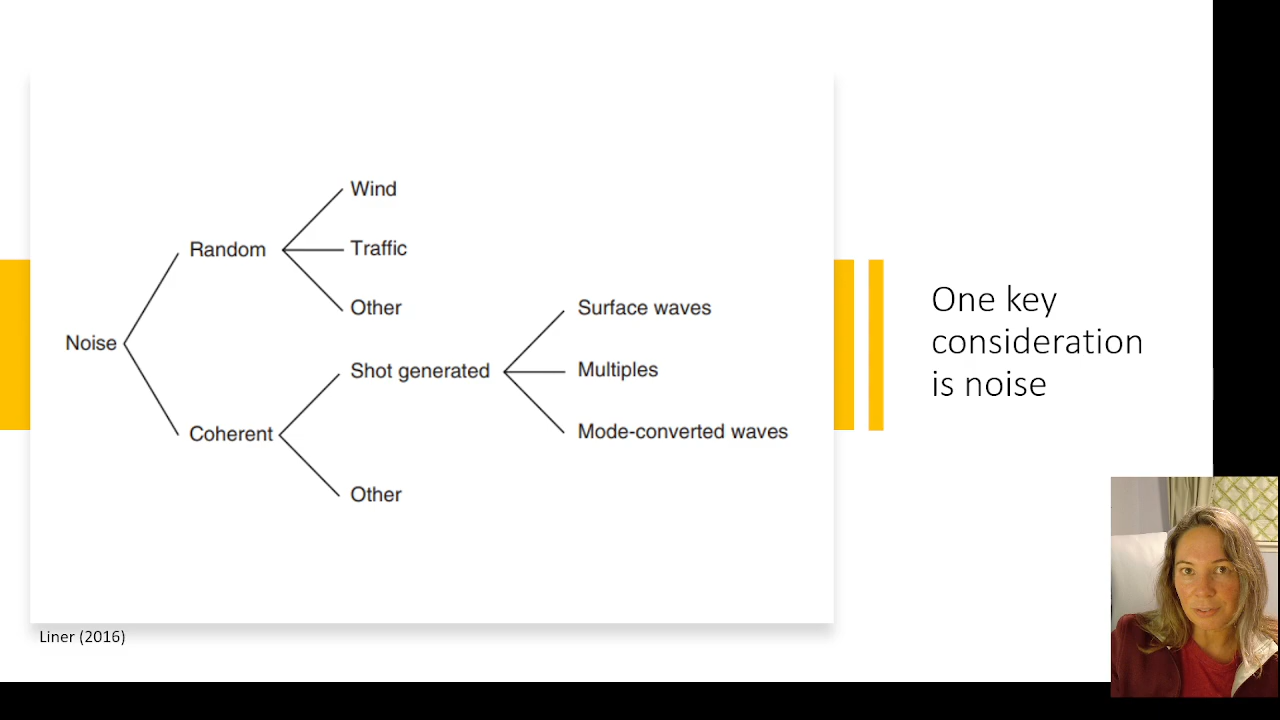 Wind
Random
Traffic
Other
Surface waves
Noise
Shot generated
Multiples
Coherent
Mode-converted waves
Other
One key
consideration
is noise
Liner (2016)